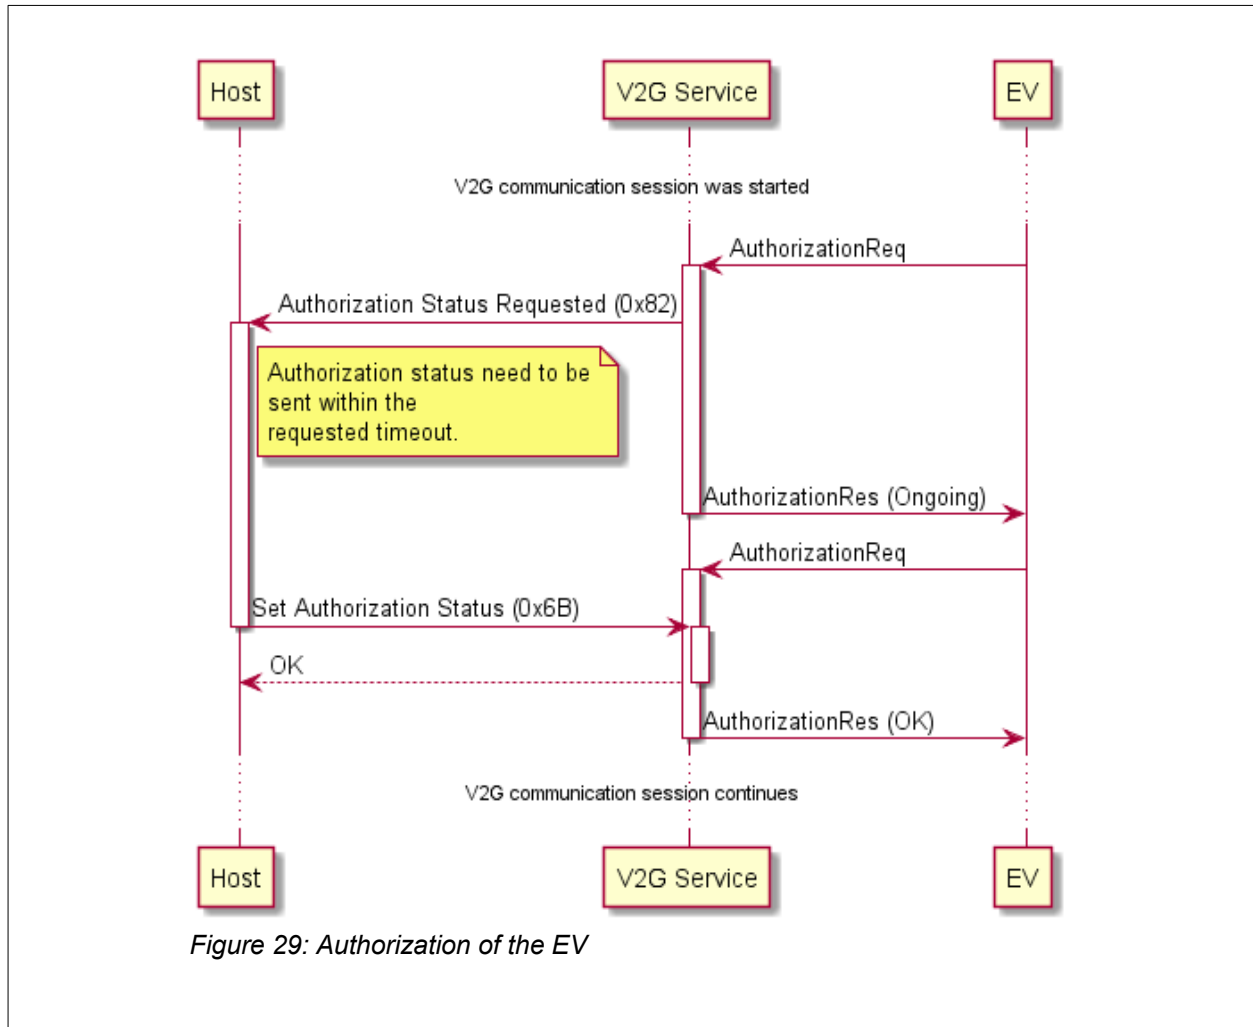 Host
V2G Service
EV
V2G communication session was started
AuthorizationReq
Authorization Status Requested (0x82)
Authorization status need to be
sent within the
requested timeout.
AuthorizationRes (Ongoing)
AuthorizationReq
Set Authorization Status (0x6B)
OK
AuthorizationRes (OK)
V2G communication session continues
Host
V2G Service
EV
Figure 29: Authorization of the EV